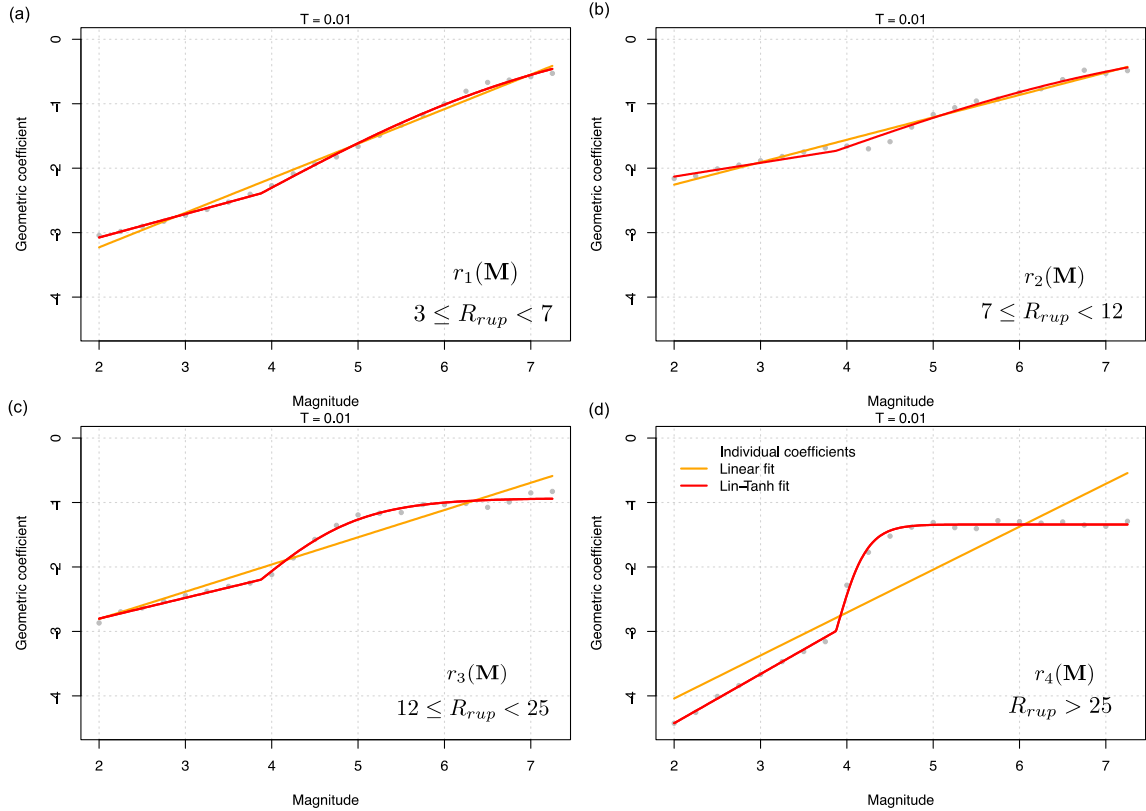 (a)
T = 0.01
Geometric coefficient
0
-1
-2
-3
-4
r₁(M)
3 ≤ Rrup < 7
2 3 4 5 6 7
Magnitude
(b)
T = 0.01
Geometric coefficient
0
-1
-2
-3
-4
r₂(M)
7 ≤ Rrup < 12
2 3 4 5 6 7
Magnitude
(c)
T = 0.01
Geometric coefficient
0
-1
-2
-3
-4
r₃(M)
12 ≤ Rrup < 25
2 3 4 5 6 7
Magnitude
(d)
T = 0.01
Geometric coefficient
0
-1
-2
-3
-4
Individual coefficients
Linear fit
Lin-Tanh fit
r₄(M)
Rrup > 25
2 3 4 5 6 7
Magnitude